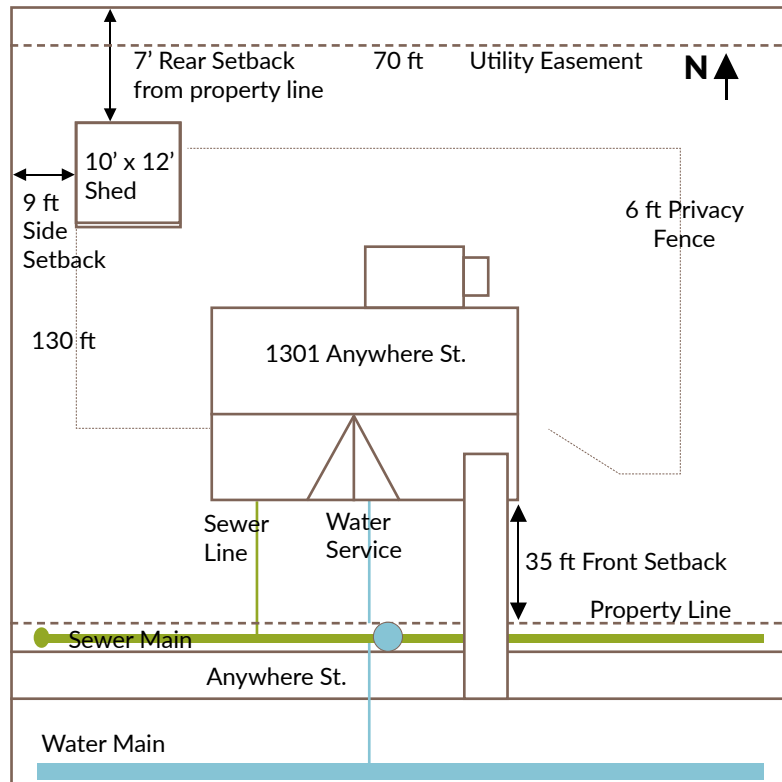 7’ Rear Setback
from property line
70 ft
Utility Easement
N
10’ x 12’
Shed
9 ft
Side
Setback
6 ft Privacy
Fence
130 ft
1301 Anywhere St.
Sewer
Line
Water
Service
35 ft Front Setback
Property Line
Sewer Main
Anywhere St.
Water Main